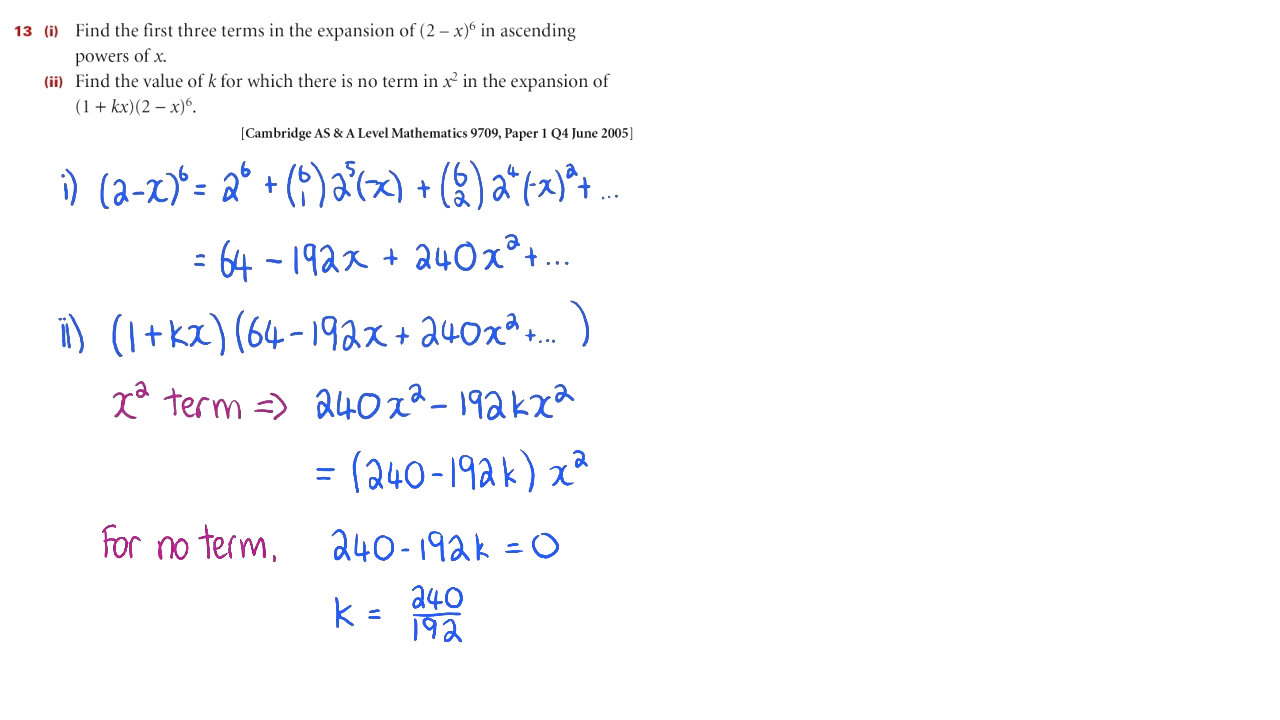 13 (i) Find the first three terms in the expansion of (2 – x)⁶ in ascending
powers of x.
(ii) Find the value of k for which there is no term in x² in the expansion of
(1 + kx)(2 – x)⁶.
[Cambridge AS & A Level Mathematics 9709, Paper 1 Q4 June 2005]
i) (2-x)⁶ = 2⁶ + (6 1) 2⁵(-x) + (6 2) 2⁴(-x)² + ...
= 64 - 192x + 240x² + ...
ii) (1+kx)(64 - 192x + 240x² + ... )
x² term ⇒ 240x² - 192kx²
= (240 - 192k) x²
For no term, 240 - 192k = 0
k = 240/192